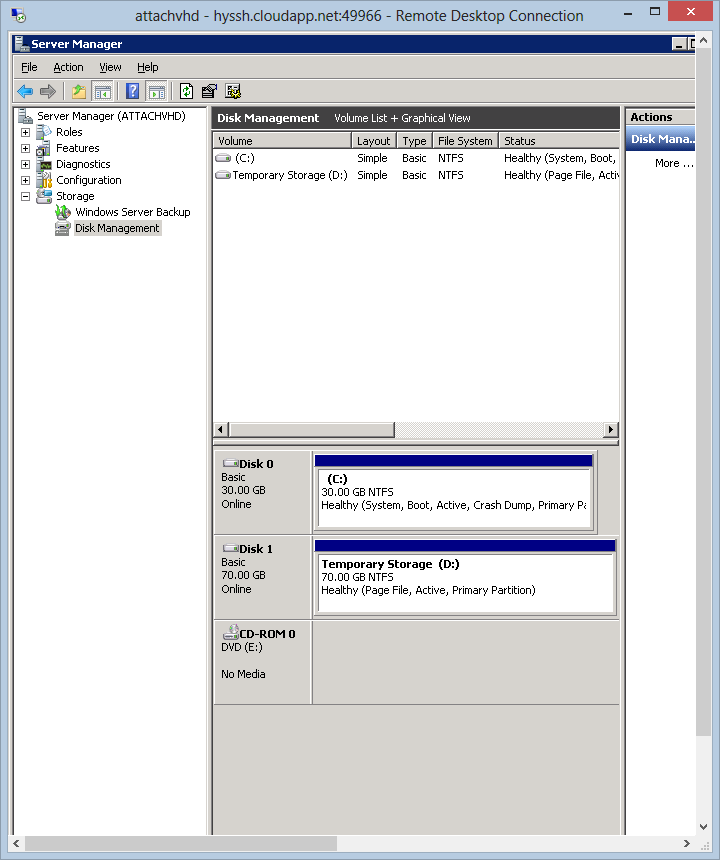 attachvhd - hyssh.cloudapp.net:49966 - Remote Desktop Connection
Server Manager
File Action View Help
Server Manager (ATTACHVHD)
Roles
Features
Diagnostics
Configuration
Storage
Windows Server Backup
Disk Management
Disk Management Volume List + Graphical View
Volume Layout Type File System Status
(C:) Simple Basic NTFS Healthy (System, Boot,
Temporary Storage (D:) Simple Basic NTFS Healthy (Page File, Activ
Disk 0
Basic
30.00 GB
Online
(C:)
30.00 GB NTFS
Healthy (System, Boot, Active, Crash Dump, Primary Pa
Disk 1
Basic
70.00 GB
Online
Temporary Storage (D:)
70.00 GB NTFS
Healthy (Page File, Active, Primary Partition)
CD-ROM 0
DVD (E:)
No Media
Actions
Disk Mana...
More ...